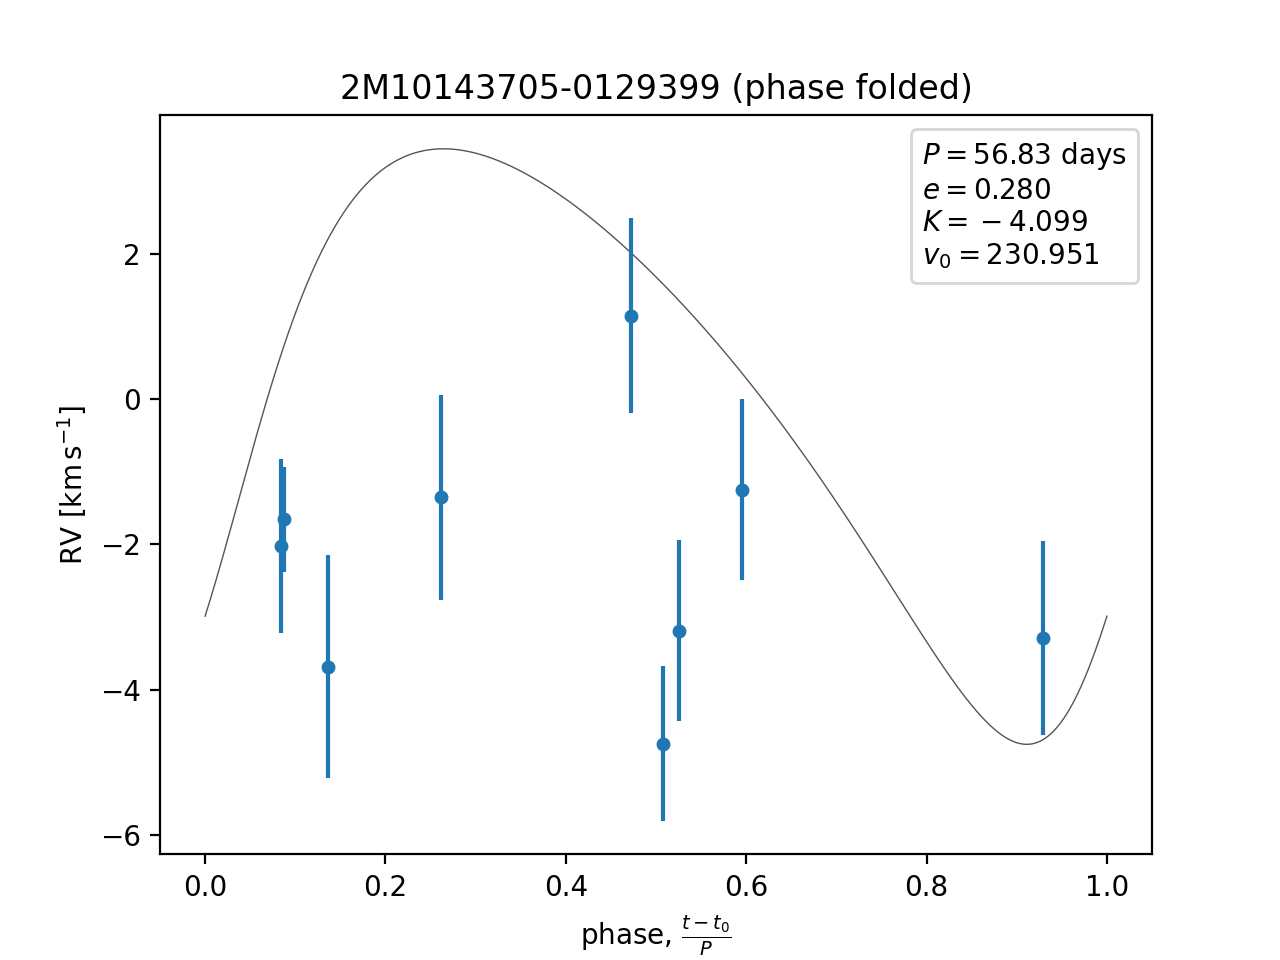 2M10143705-0129399 (phase folded)
P = 56.83 days
e = 0.280
K = −4.099
v₀ = 230.951
RV [km s⁻¹]
2
0
−2
−4
−6
0.0 0.2 0.4 0.6 0.8 1.0
phase, (t − t₀)/P